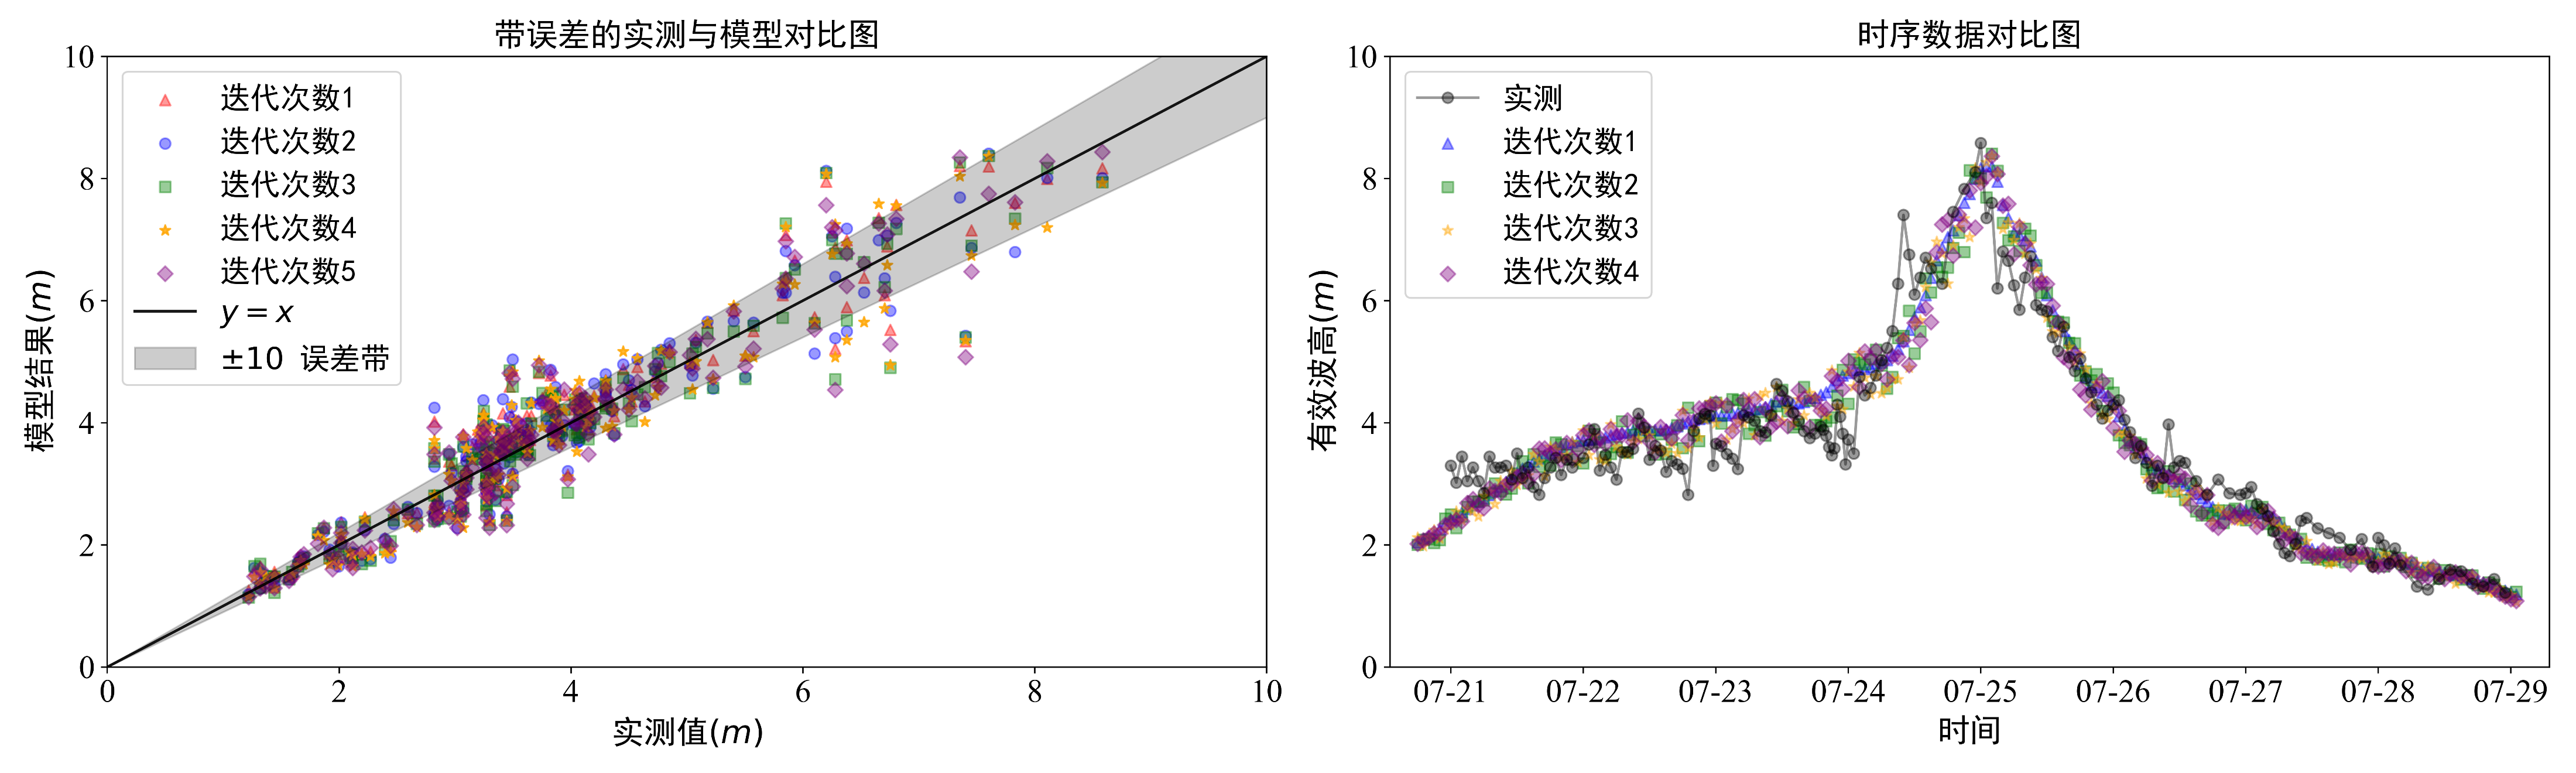 带误差的实测与模型对比图
10
8
6
4
2
0
模型结果(m)
迭代次数1
迭代次数2
迭代次数3
迭代次数4
迭代次数5
y = x
±10 误差带
0 2 4 6 8 10
实测值(m)
时序数据对比图
10
8
6
4
2
0
有效波高(m)
实测
迭代次数1
迭代次数2
迭代次数3
迭代次数4
07-21 07-22 07-23 07-24 07-25 07-26 07-27 07-28 07-29
时间